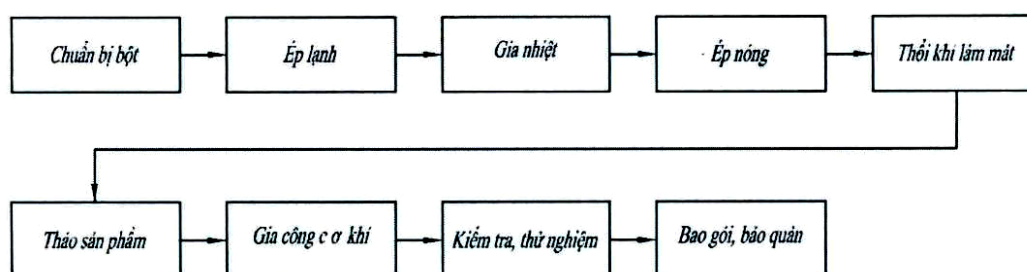 Chuẩn bị bột
Ép lạnh
Gia nhiệt
Ép nóng
Thổi khí làm mát
Tháo sản phẩm
Gia công c ơ khí
Kiểm tra, thử nghiệm
Bao gói, bảo quản